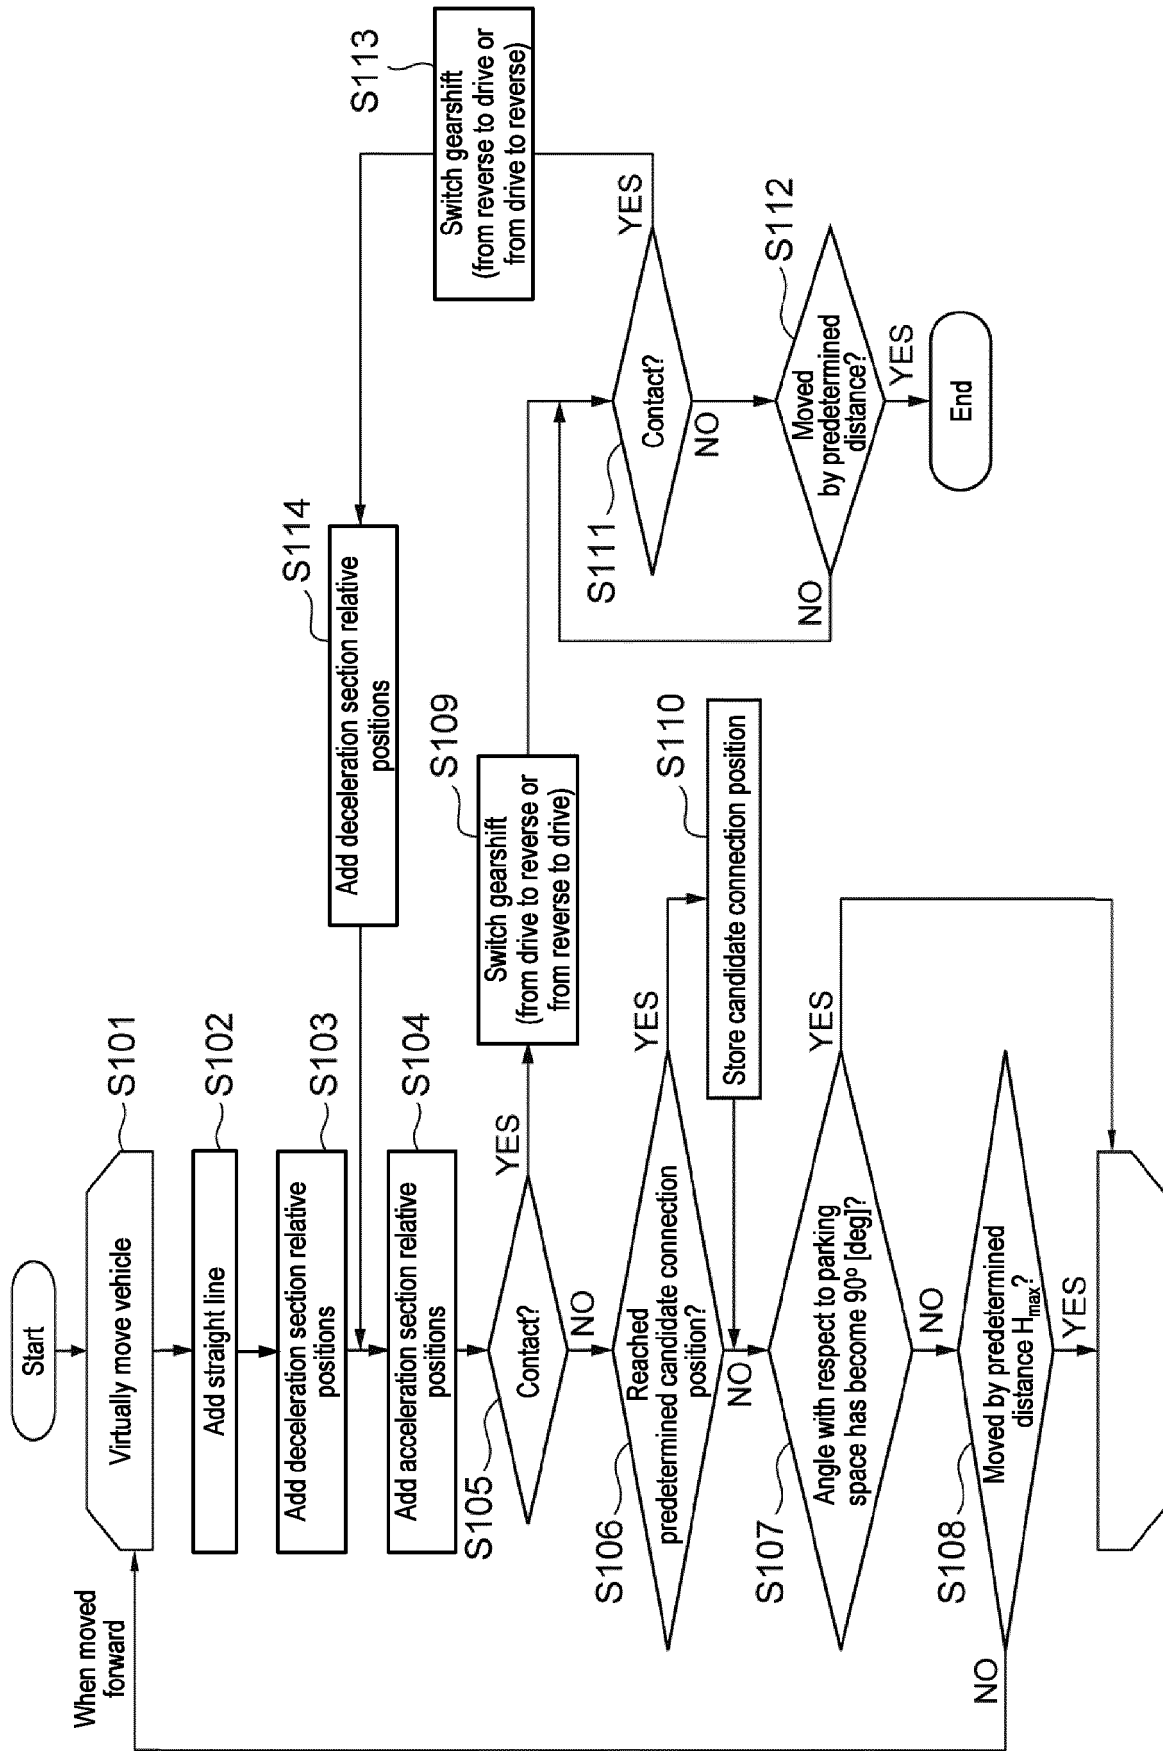 Start
When moved
forward
Virtually move vehicle
S101
Add straight line
S102
Add deceleration section relative
positions
S103
Add acceleration section relative
positions
S104
Contact?
S105
YES
NO
Reached
predetermined candidate connection
position?
S106
YES
NO
Angle with respect to parking
space has become 90° [deg]?
S107
YES
NO
Moved by predetermined
distance Hmax?
S108
NO
YES
Switch gearshift
(from drive to reverse or
from reverse to drive)
S109
Store candidate connection position
S110
Add deceleration section relative
positions
S114
Contact?
S111
YES
NO
Moved
by predetermined
distance?
S112
NO
YES
End
Switch gearshift
(from reverse to drive or
from drive to reverse)
S113